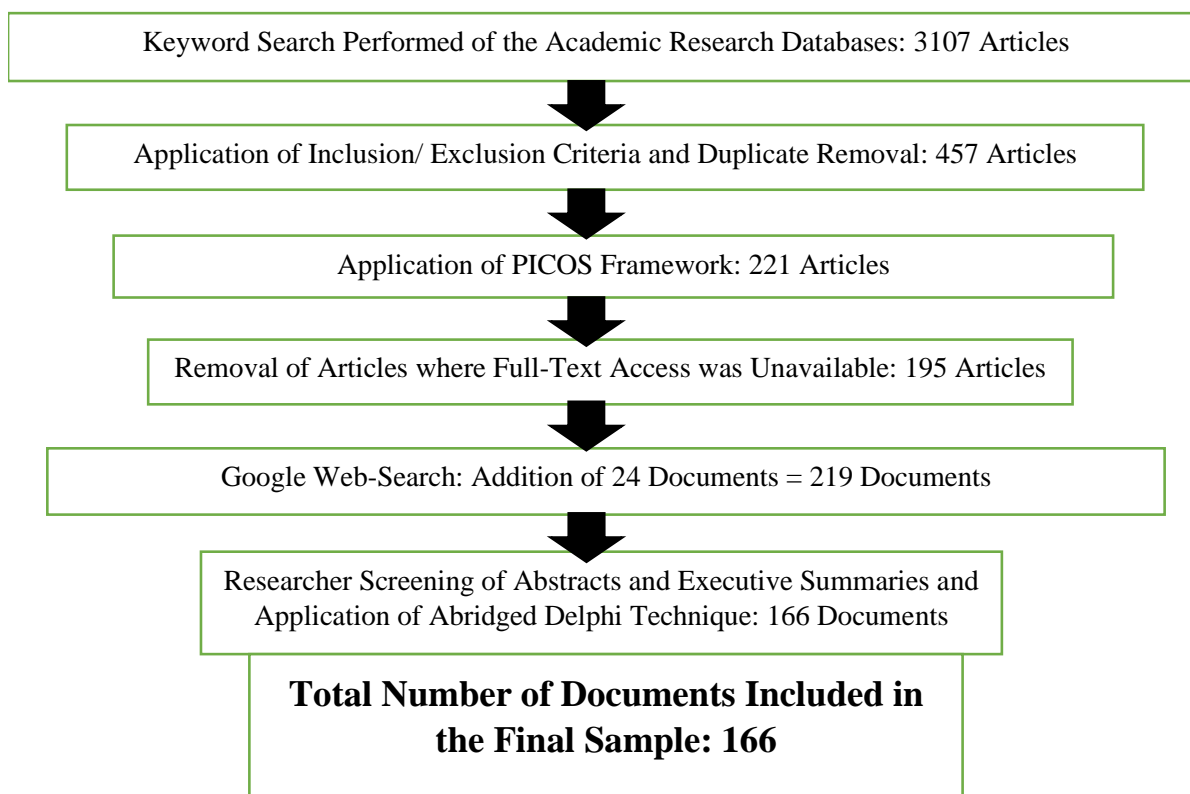 Keyword Search Performed of the Academic Research Databases: 3107 Articles
Application of Inclusion/ Exclusion Criteria and Duplicate Removal: 457 Articles
Application of PICOS Framework: 221 Articles
Removal of Articles where Full-Text Access was Unavailable: 195 Articles
Google Web-Search: Addition of 24 Documents = 219 Documents
Researcher Screening of Abstracts and Executive Summaries and
Application of Abridged Delphi Technique: 166 Documents
Total Number of Documents Included in
the Final Sample: 166